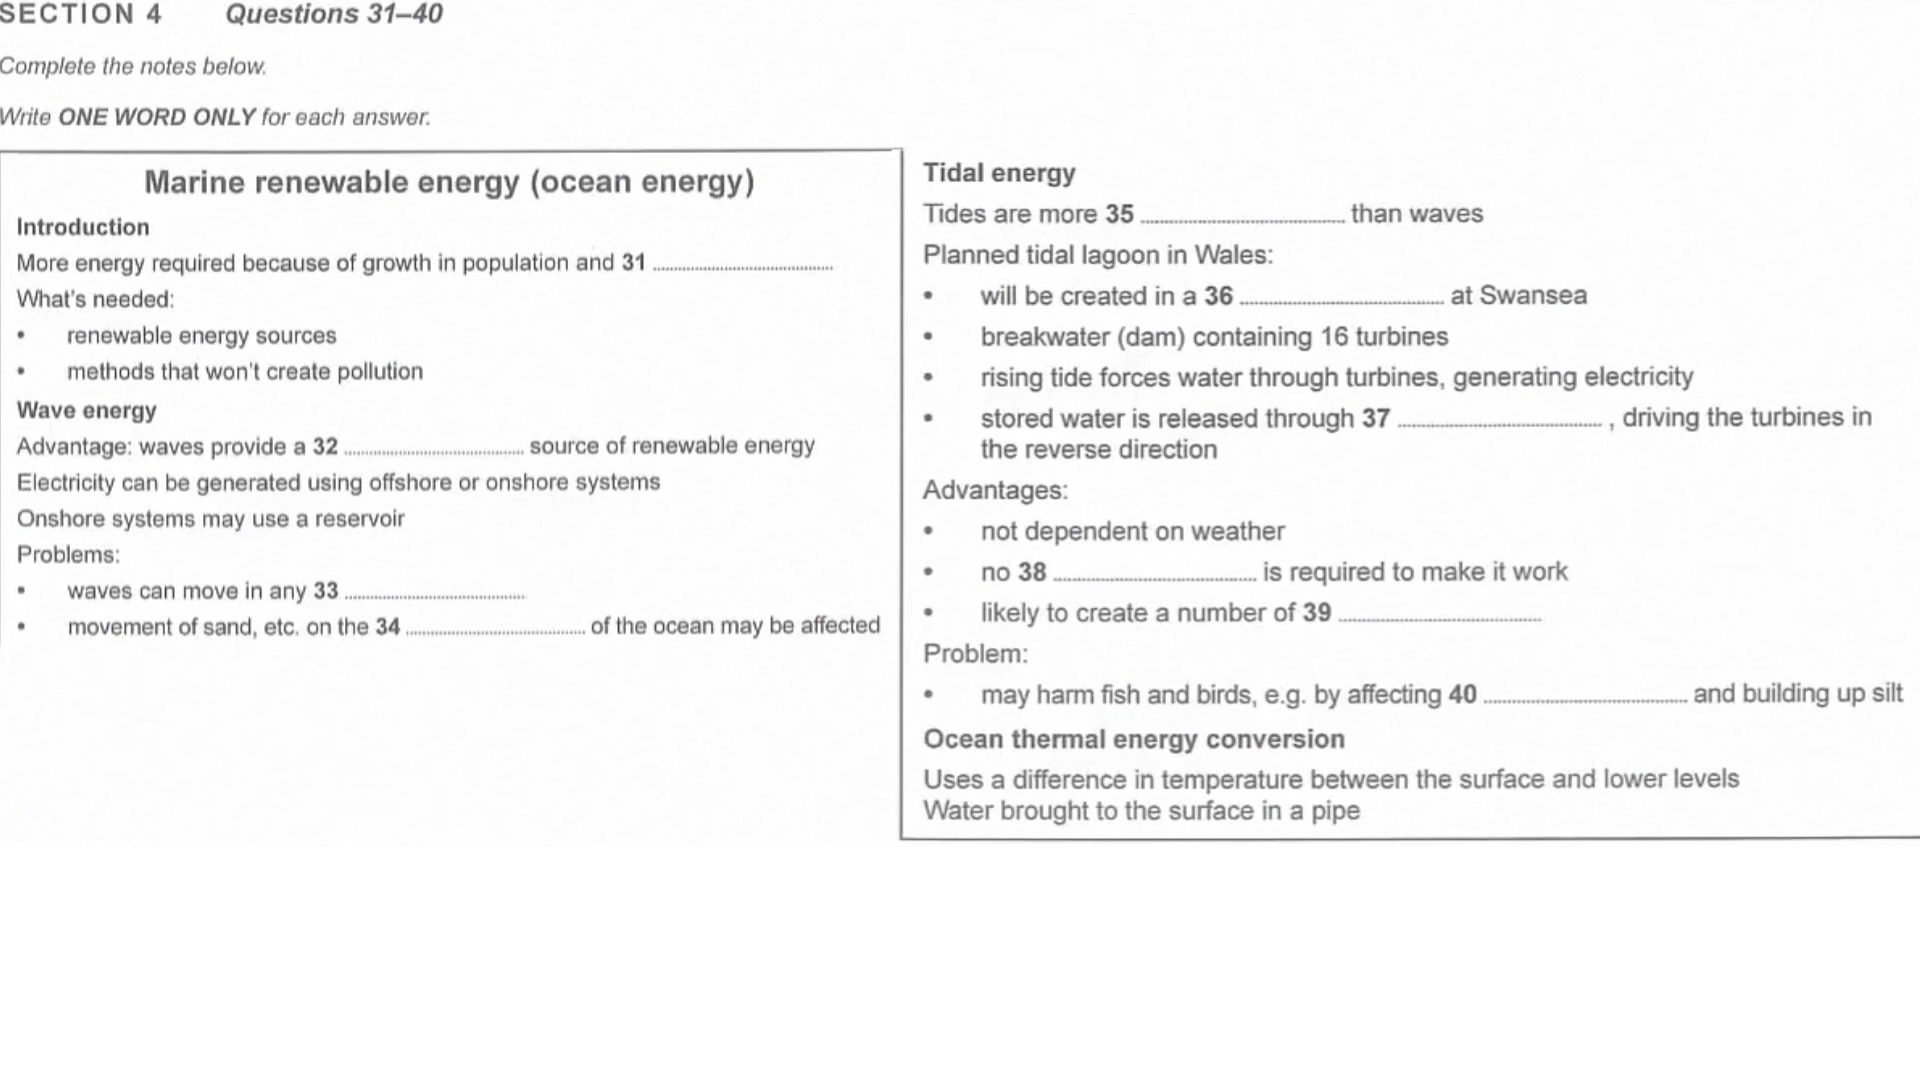 SECTION 4 Questions 31–40
Complete the notes below.
Write ONE WORD ONLY for each answer.
Marine renewable energy (ocean energy)
Introduction
More energy required because of growth in population and 31 ..............................
What's needed:
• renewable energy sources
• methods that won't create pollution
Wave energy
Advantage: waves provide a 32 .............................. source of renewable energy
Electricity can be generated using offshore or onshore systems
Onshore systems may use a reservoir
Problems:
• waves can move in any 33 ..............................
• movement of sand, etc. on the 34 .............................. of the ocean may be affected
Tidal energy
Tides are more 35 .............................. than waves
Planned tidal lagoon in Wales:
• will be created in a 36 .............................. at Swansea
• breakwater (dam) containing 16 turbines
• rising tide forces water through turbines, generating electricity
• stored water is released through 37 .............................. , driving the turbines in
the reverse direction
Advantages:
• not dependent on weather
• no 38 .............................. is required to make it work
• likely to create a number of 39 ..............................
Problem:
• may harm fish and birds, e.g. by affecting 40 .............................. and building up silt
Ocean thermal energy conversion
Uses a difference in temperature between the surface and lower levels
Water brought to the surface in a pipe